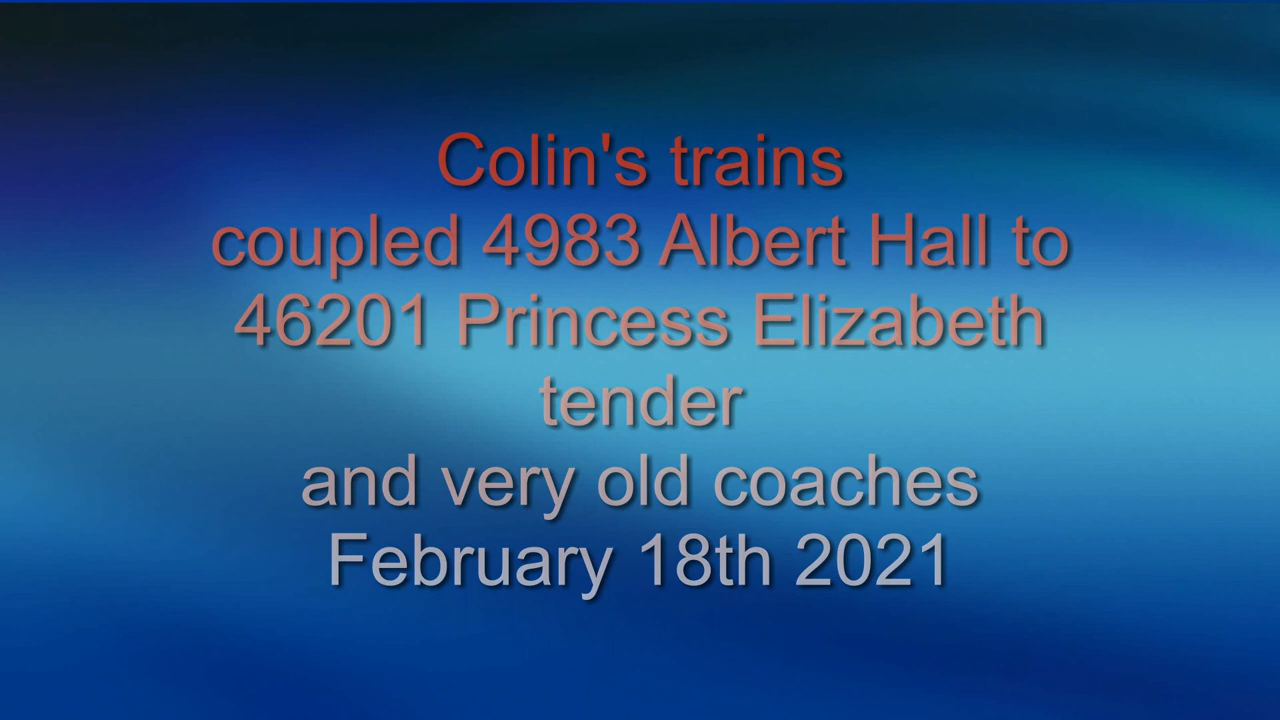 Colin's trains
coupled 4983 Albert Hall to
46201 Princess Elizabeth
tender
and very old coaches
February 18th 2021